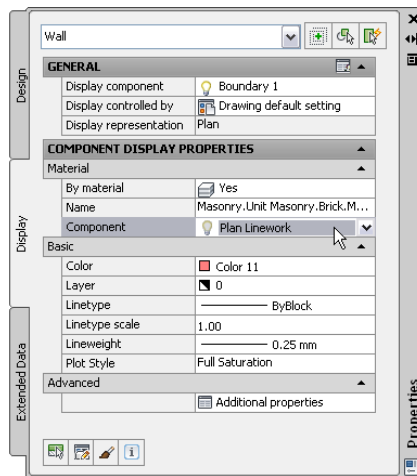 Wall
GENERAL
Display component Boundary 1
Display controlled by Drawing default setting
Display representation Plan
COMPONENT DISPLAY PROPERTIES
Material
By material Yes
Name Masonry.Unit Masonry.Brick.M...
Component Plan Linework
Basic
Color Color 11
Layer 0
Linetype ByBlock
Linetype scale 1.00
Lineweight 0.25 mm
Plot Style Full Saturation
Advanced
Additional properties
Design
Display
Extended Data
Properties